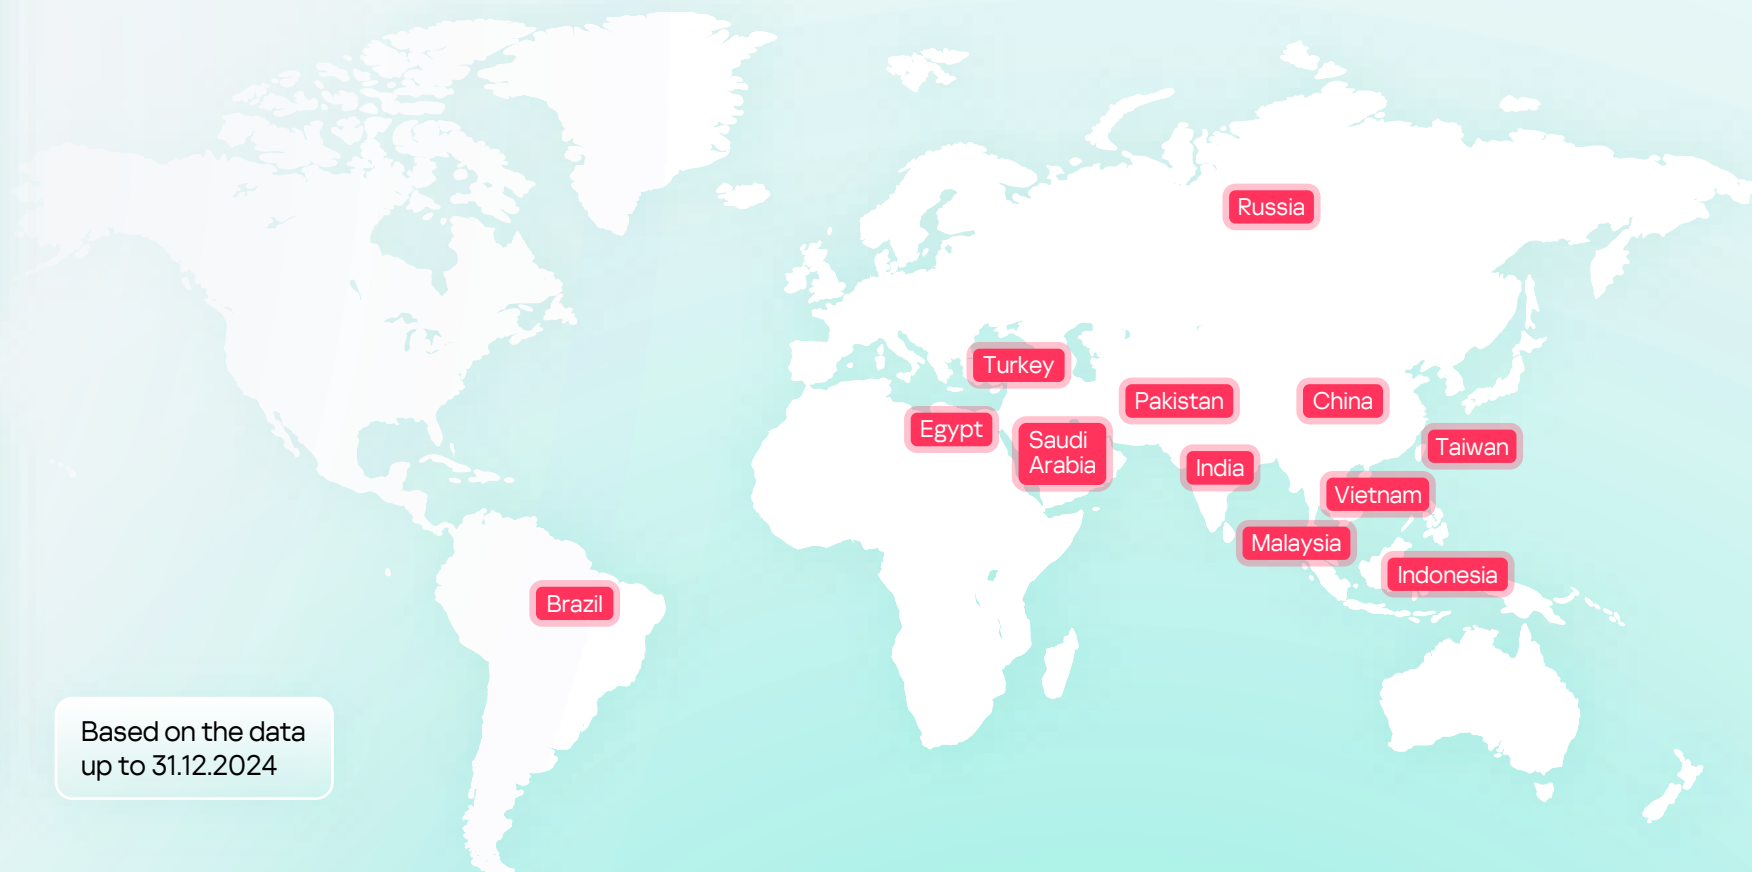 Russia
Turkey
Pakistan
China
Egypt
Saudi
Arabia
Taiwan
India
Vietnam
Malaysia
Indonesia
Brazil
Based on the data
up to 31.12.2024